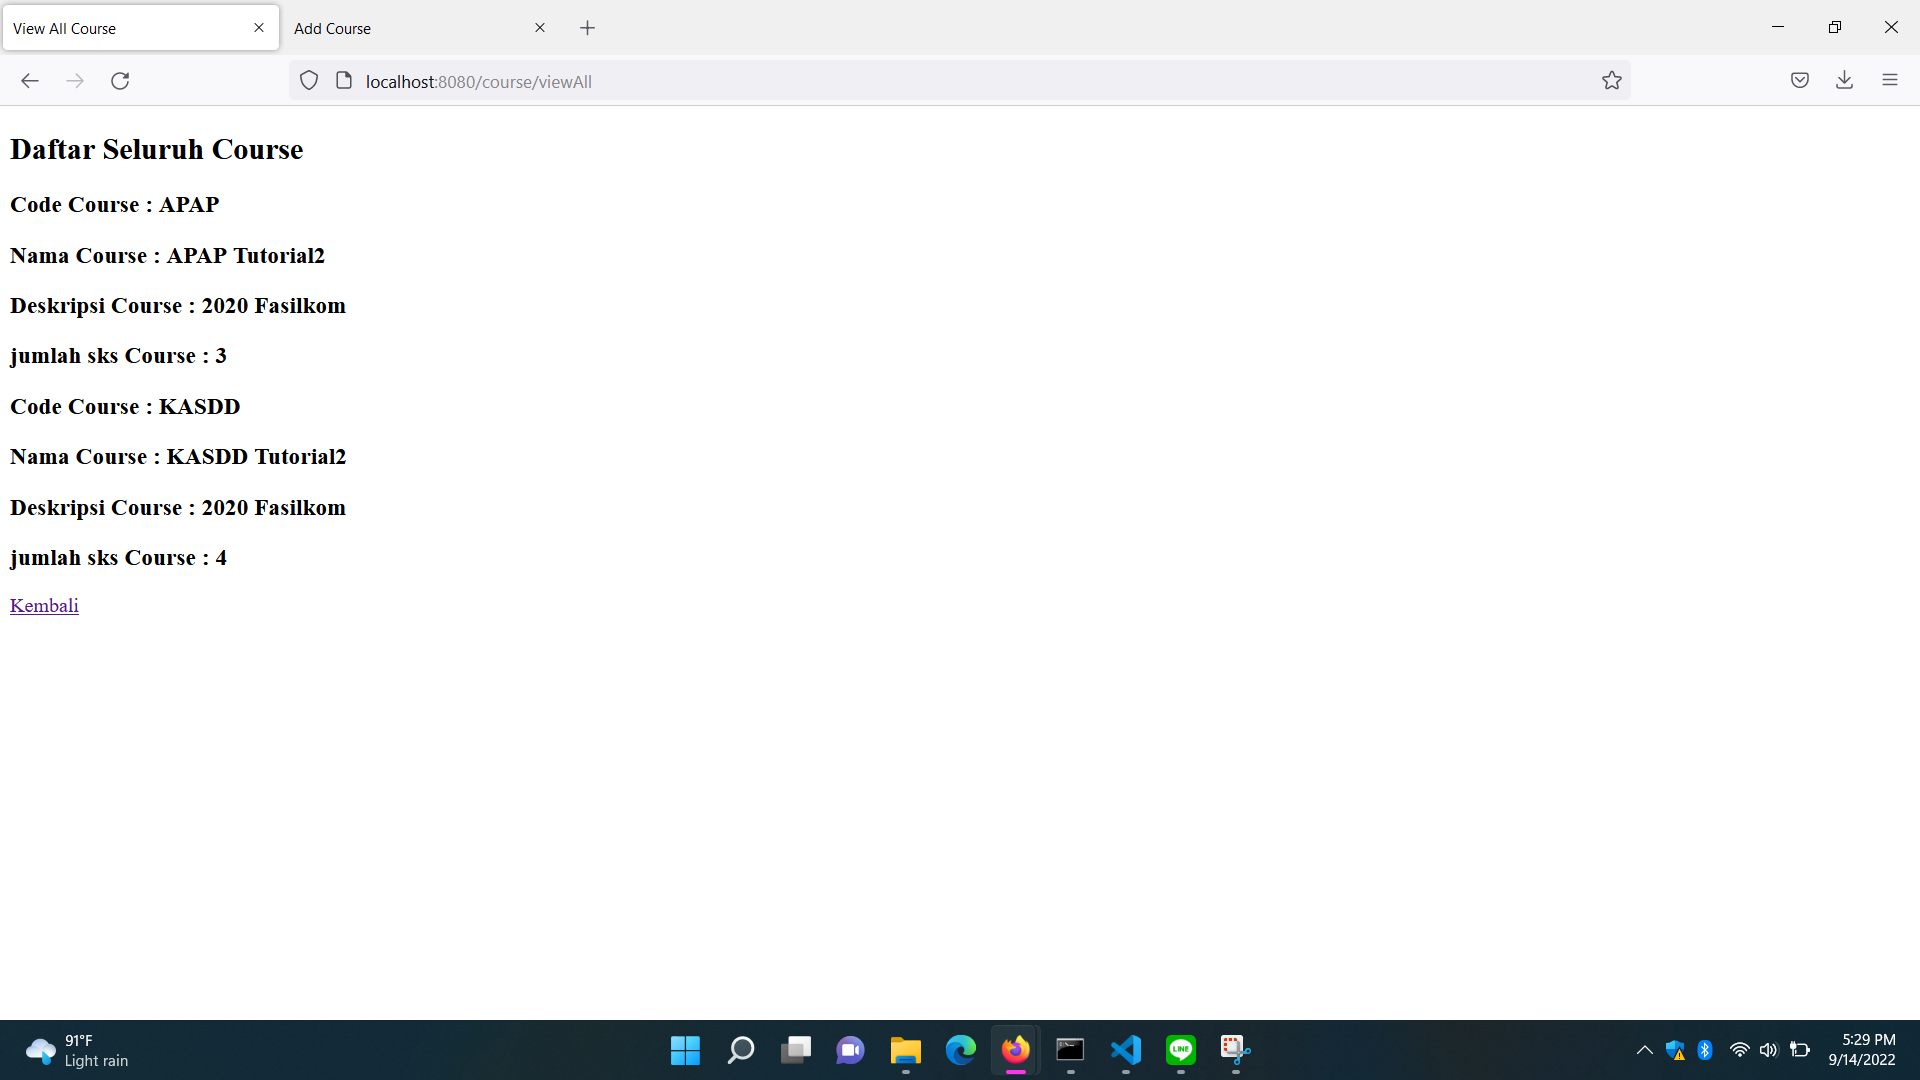 View All Course
Add Course
localhost:8080/course/viewAll
Daftar Seluruh Course
Code Course : APAP
Nama Course : APAP Tutorial2
Deskripsi Course : 2020 Fasilkom
jumlah sks Course : 3
Code Course : KASDD
Nama Course : KASDD Tutorial2
Deskripsi Course : 2020 Fasilkom
jumlah sks Course : 4
Kembali
91°F
Light rain
LINE
5:29 PM
9/14/2022